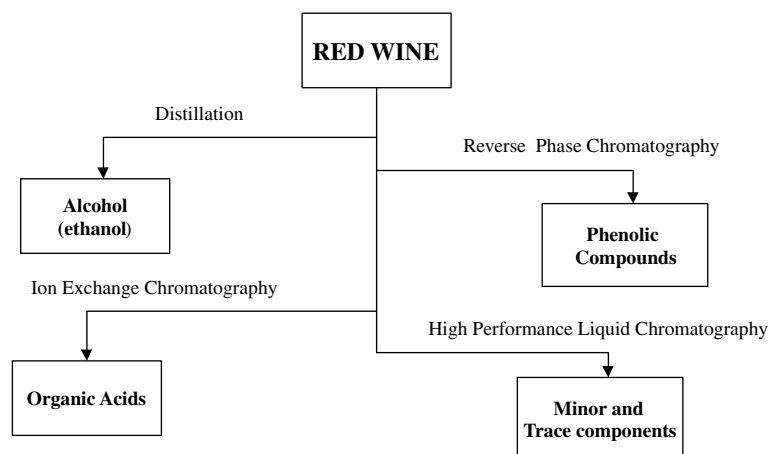 RED WINE
Distillation
Reverse Phase Chromatography
Alcohol
(ethanol)
Phenolic
Compounds
Ion Exchange Chromatography
High Performance Liquid Chromatography
Organic Acids
Minor and
Trace components